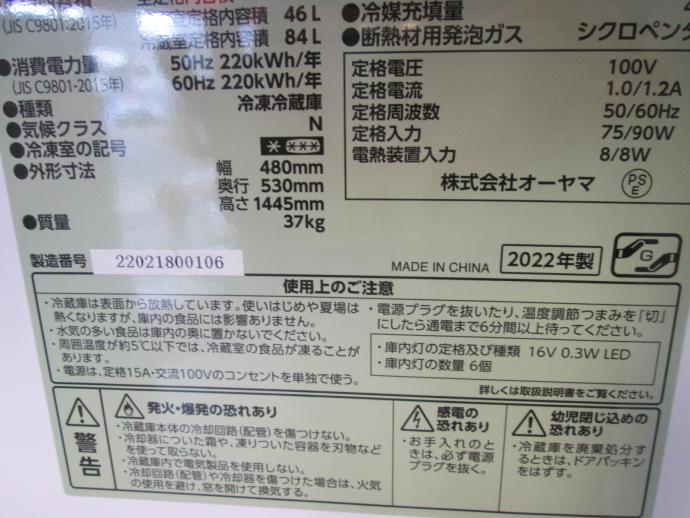 定格内容積 46L
(JIS C9801:2015年)
冷蔵室定格内容積 84L
●消費電力量 50Hz 220kWh/年
(JIS C9801-2015年) 60Hz 220kWh/年
●種類 冷凍冷蔵庫
●気候クラス N
●冷凍室の記号 * ***
●外形寸法 幅 480mm
奥行 530mm
高さ 1445mm
●質量 37kg
●冷媒充填量
●断熱材用発泡ガス シクロペンタ
定格電圧 100V
定格電流 1.0/1.2A
定格周波数 50/60Hz
定格入力 75/90W
電熱装置入力 8/8W
株式会社オーヤマ PSE
製造番号 22021800106 MADE IN CHINA 2022年製 G
使用上のご注意
・冷蔵庫は表面から放熱しています。使いはじめや夏場は
熱くなりますが、庫内の食品には影響ありません。
・水気の多い食品は庫内の奥に置かないでください。
・周囲温度が約5℃以下では、冷蔵室の食品が凍ることが
あります。
・電源は、定格15A・交流100Vのコンセントを単独で使う。
・電源プラグを抜いたり、温度調節つまみを『切』
にしたら通電まで6分間以上待ってください。
・庫内灯の定格及び種類 16V 0.3W LED
・庫内灯の数量 6個
詳しくは取扱説明書をご覧ください。
警告
発火・爆発の恐れあり
・冷蔵庫本体の冷却回路(配管)を傷つけない。
・冷却器についた霜や、凍りついた容器を刃物など
を使って取らない。
・冷蔵庫内で電気製品を使用しない。
・冷却回路(配管)や冷却器を傷つけた場合は、火気
の使用を避け、窓を開けて換気する。
感電の
恐れあり
・お手入れのと
きは、必ず電源
プラグを抜く。
幼児閉じ込めの
恐れあり
・冷蔵庫を廃棄処分す
るときは、ドアパッキン
をはずす。